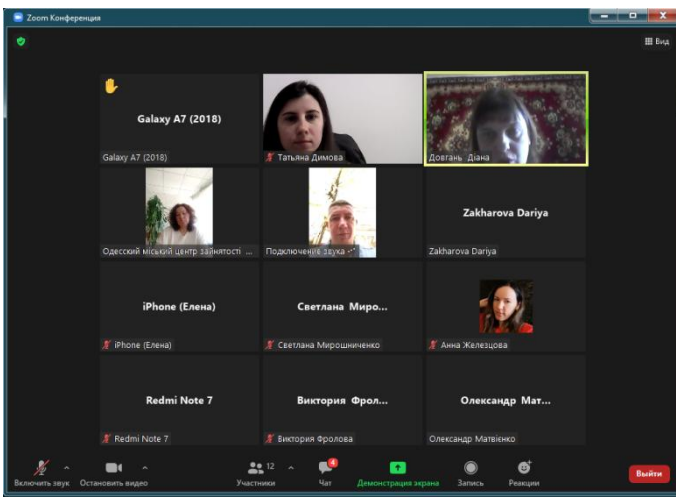 Zoom Конференция
Вид
Galaxy A7 (2018)
Galaxy A7 (2018)
Татьяна Димова
Довгань Діана
Одесский міський центр зайнятості ...
Подключение звука
Zakharova Dariya
Zakharova Dariya
iPhone (Елена)
iPhone (Елена)
Светлана Миро...
Светлана Мирошниченко
Анна Железцова
Redmi Note 7
Redmi Note 7
Виктория Фрол...
Виктория Фролова
Олександр Мат...
Олександр Матвієнко
Включить звук
Остановить видео
12
Участники
4
Чат
Демонстрация экрана
Запись
Реакции
Выйти